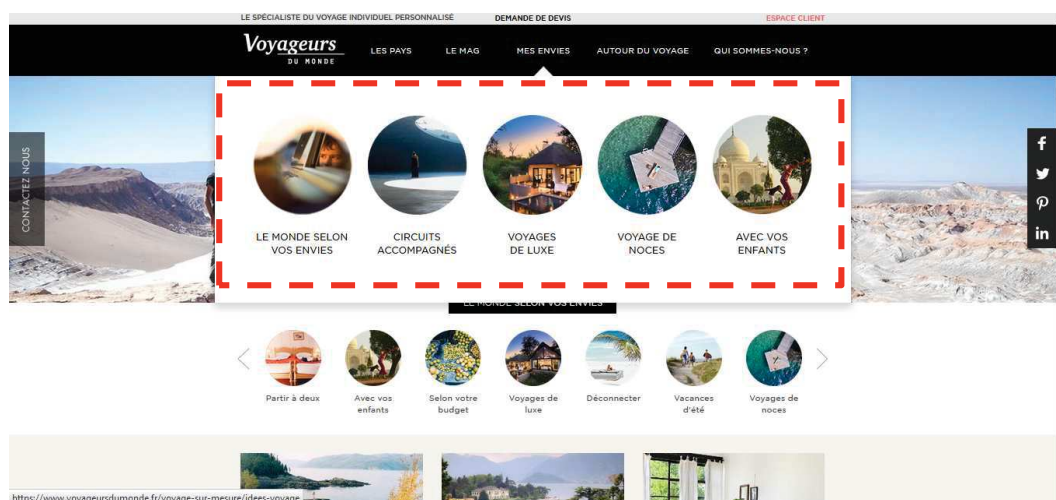 LE SPÉCIALISTE DU VOYAGE INDIVIDUEL PERSONNALISÉ
DEMANDE DE DEVIS
ESPACE CLIENT
Voyageurs
DU MONDE
LES PAYS
LE MAG
MES ENVIES
AUTOUR DU VOYAGE
QUI SOMMES-NOUS ?
CONTACTEZ NOUS
LE MONDE SELON
VOS ENVIES
CIRCUITS
ACCOMPAGNÉS
VOYAGES
DE LUXE
VOYAGE DE
NOCES
AVEC VOS
ENFANTS
LE MONDE SELON VOS ENVIES
Partir à deux
Avec vos
enfants
Selon votre
budget
Voyages de
luxe
Déconnecter
Vacances
d'été
Voyages de
noces
https://www.voyageursdumonde.fr/voyage-sur-mesure/idees-voyage